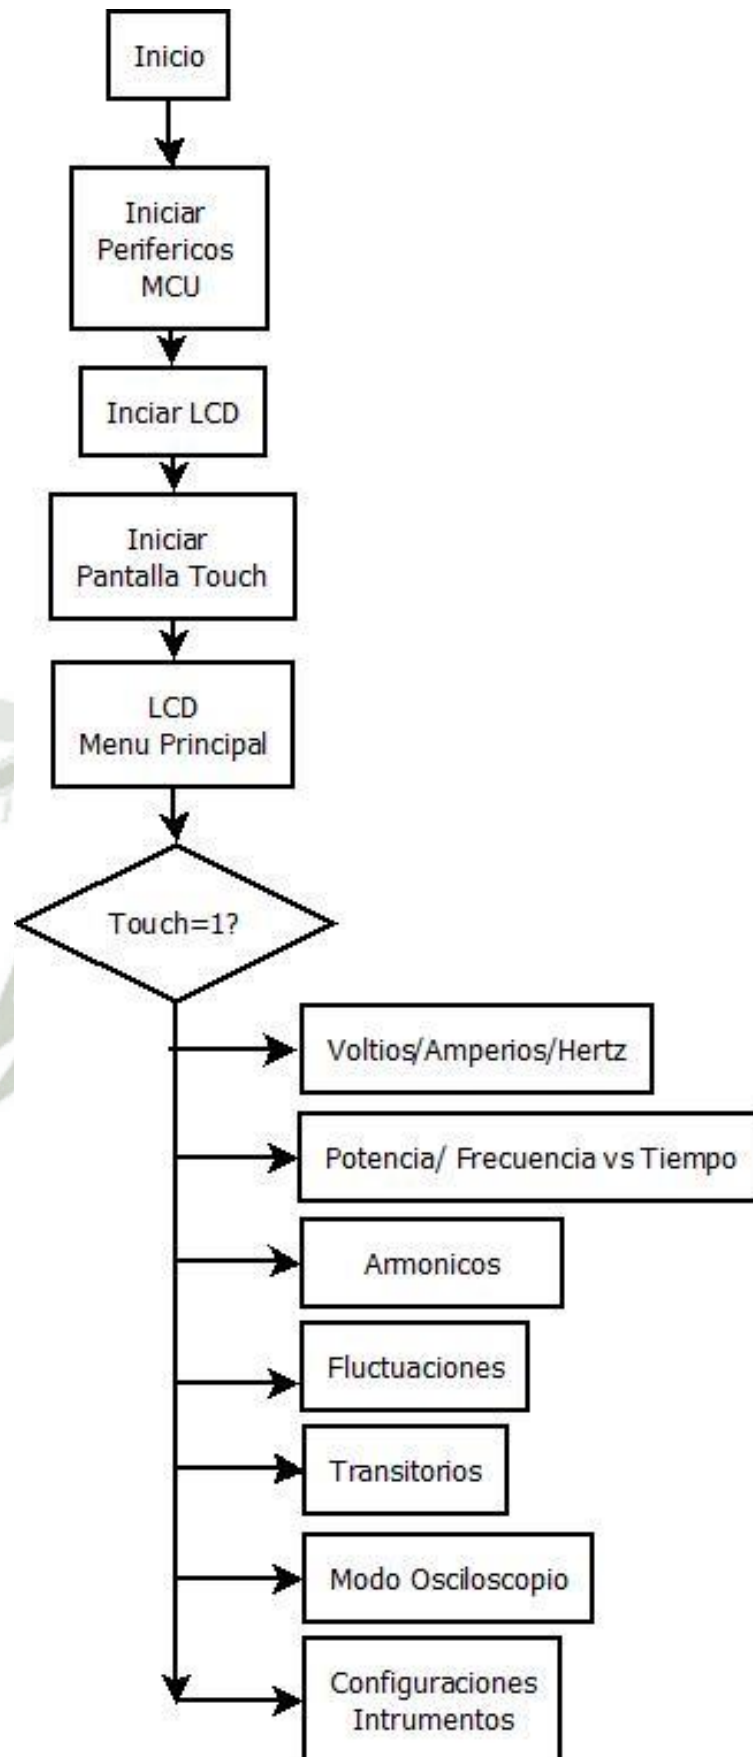 Inicio
Iniciar
Perifericos
MCU
Inciar LCD
Iniciar
Pantalla Touch
LCD
Menu Principal
Touch=1?
Voltios/Amperios/Hertz
Potencia/ Frecuencia vs Tiempo
Armonicos
Fluctuaciones
Transitorios
Modo Osciloscopio
Configuraciones
Intrumentos